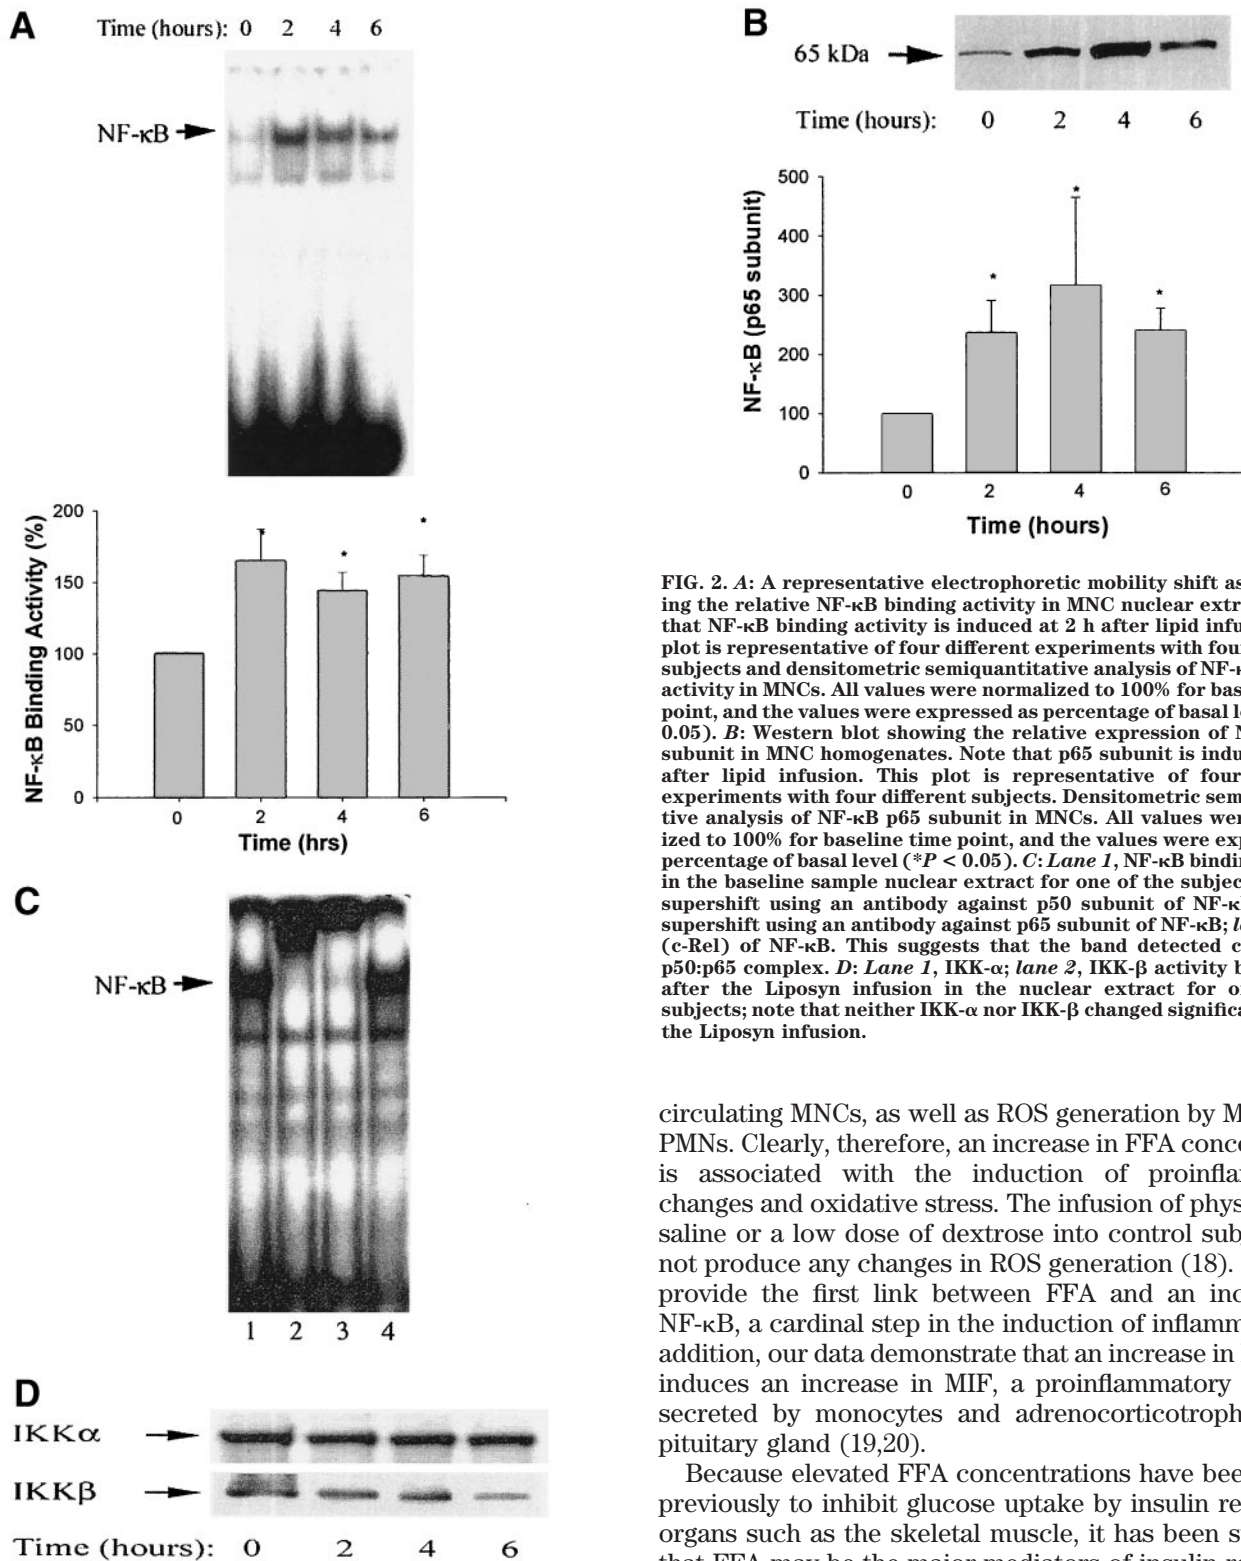 A
Time (hours): 0 2 4 6
NF-κB
200
150
100
50
0
NF-κB Binding Activity (%)
* * *
0 2 4 6
Time (hrs)
C
NF-κB
1 2 3 4
D
IKKα
IKKβ
Time (hours): 0 2 4 6
B
65 kDa
Time (hours): 0 2 4 6
500
400
300
200
100
0
NF-κB (p65 subunit)
* * *
0 2 4 6
Time (hours)
FIG. 2. A: A representative electrophoretic mobility shift as
ing the relative NF-κB binding activity in MNC nuclear extr
that NF-κB binding activity is induced at 2 h after lipid infu
plot is representative of four different experiments with four
subjects and densitometric semiquantitative analysis of NF-κ
activity in MNCs. All values were normalized to 100% for bas
point, and the values were expressed as percentage of basal l
0.05). B: Western blot showing the relative expression of N
subunit in MNC homogenates. Note that p65 subunit is indu
after lipid infusion. This plot is representative of four
experiments with four different subjects. Densitometric sem
tive analysis of NF-κB p65 subunit in MNCs. All values wer
ized to 100% for baseline time point, and the values were exp
percentage of basal level (*P < 0.05). C: Lane 1, NF-κB bindin
in the baseline sample nuclear extract for one of the subjec
supershift using an antibody against p50 subunit of NF-κ
supershift using an antibody against p65 subunit of NF-κB; l
(c-Rel) of NF-κB. This suggests that the band detected c
p50:p65 complex. D: Lane 1, IKK-α; lane 2, IKK-β activity b
after the Liposyn infusion in the nuclear extract for o
subjects; note that neither IKK-α nor IKK-β changed significa
the Liposyn infusion.
circulating MNCs, as well as ROS generation by M
PMNs. Clearly, therefore, an increase in FFA conce
is associated with the induction of proinfla
changes and oxidative stress. The infusion of phys
saline or a low dose of dextrose into control sub
not produce any changes in ROS generation (18).
provide the first link between FFA and an inc
NF-κB, a cardinal step in the induction of inflamm
addition, our data demonstrate that an increase in
induces an increase in MIF, a proinflammatory
secreted by monocytes and adrenocorticotroph
pituitary gland (19,20).
Because elevated FFA concentrations have bee
previously to inhibit glucose uptake by insulin re
organs such as the skeletal muscle, it has been s
that FFA may be the major mediators of insulin r